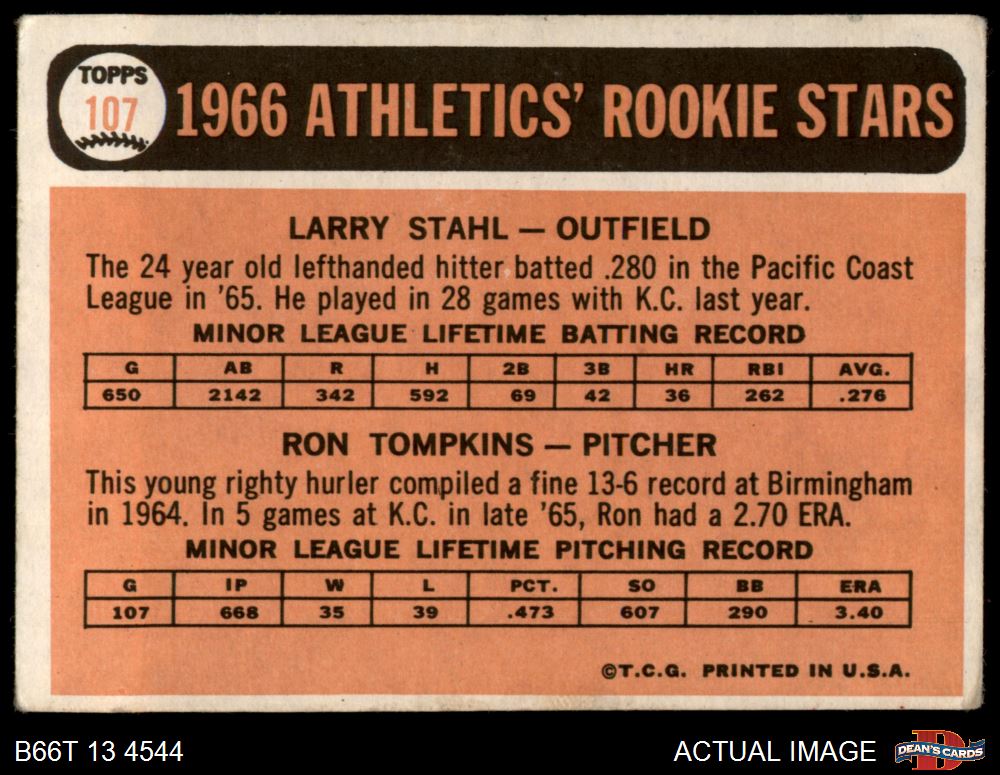 TOPPS
107
1966 ATHLETICS' ROOKIE STARS
LARRY STAHL — OUTFIELD
The 24 year old lefthanded hitter batted .280 in the Pacific Coast
League in '65. He played in 28 games with K.C. last year.
MINOR LEAGUE LIFETIME BATTING RECORD
G AB R H 2B 3B HR RBI AVG.
650 2142 342 592 69 42 36 262 .276
RON TOMPKINS — PITCHER
This young righty hurler compiled a fine 13-6 record at Birmingham
in 1964. In 5 games at K.C. in late '65, Ron had a 2.70 ERA.
MINOR LEAGUE LIFETIME PITCHING RECORD
G IP W L PCT. SO BB ERA
107 668 35 39 .473 607 290 3.40
©T.C.G. PRINTED IN U.S.A.
B66T 13 4544
ACTUAL IMAGE
DEAN'S CARDS